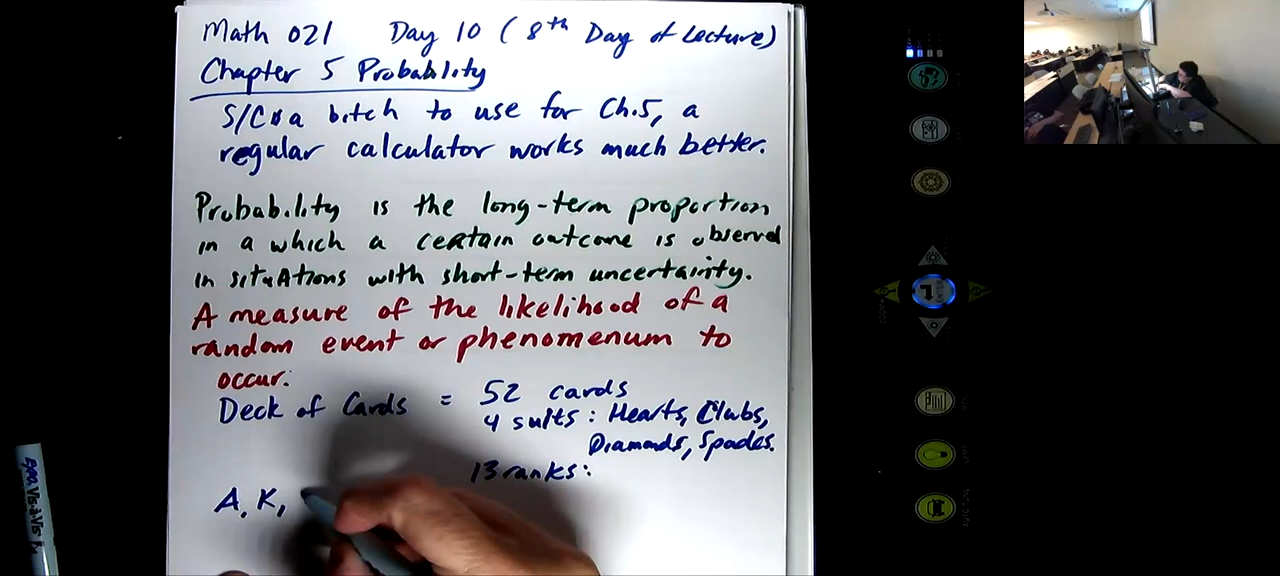 Math 021 Day 10 (8th Day of Lecture)
Chapter 5 Probability
S/C is a bitch to use for Ch.5, a
regular calculator works much better.
Probability is the long-term proportion
in a which a certain outcome is observed
in situations with short-term uncertainity.
A measure of the likelihood of a
random event or phenomenum to
occur.
Deck of Cards = 52 cards
4 suits: Hearts, Clubs,
Diamonds, Spades.
13 ranks:
A, K,